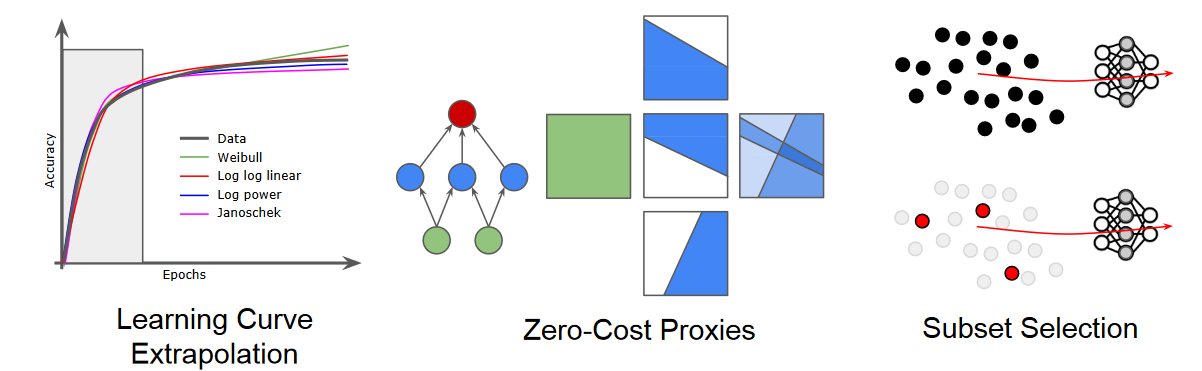 Accuracy
Data
Weibull
Log log linear
Log power
Janoschek
Epochs
Learning Curve
Extrapolation
Zero-Cost Proxies
Subset Selection